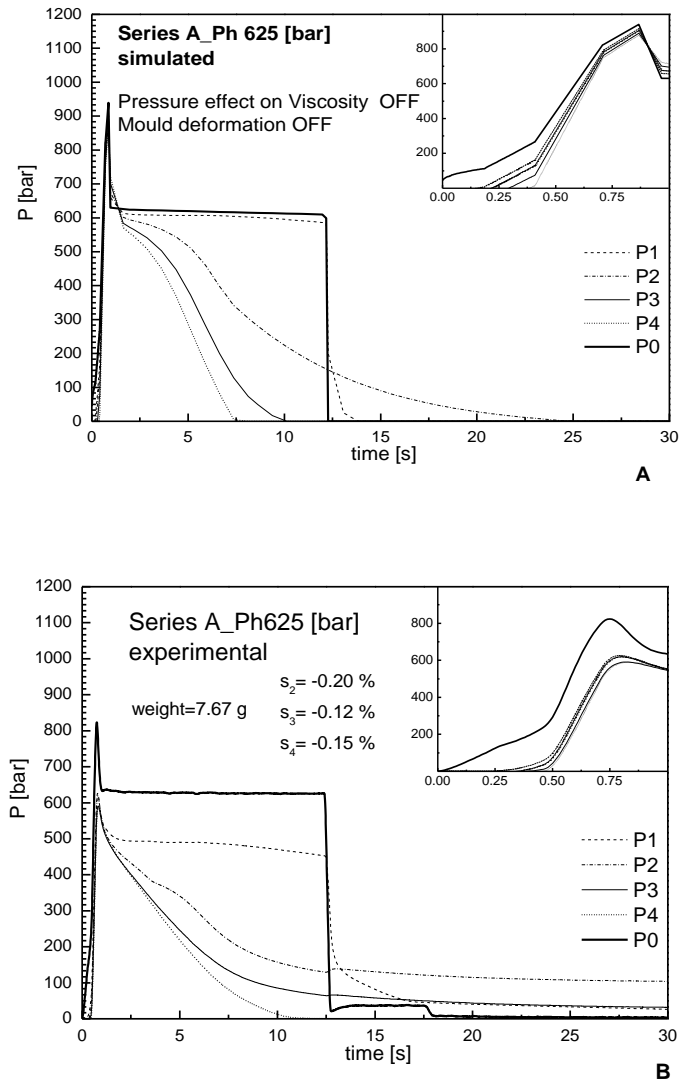 1200
1100
1000
900
800
700
600
500
400
300
200
100
0
P [bar]
Series A_Ph 625 [bar]
simulated
Pressure effect on Viscosity OFF
Mould deformation OFF
800
600
400
200
0.00 0.25 0.50 0.75
P1
P2
P3
P4
P0
0 5 10 15 20 25 30
time [s]
A
1200
1100
1000
900
800
700
600
500
400
300
200
100
0
P [bar]
Series A_Ph625 [bar]
experimental
s2= -0.20 %
weight=7.67 g
s3= -0.12 %
s4= -0.15 %
800
600
400
200
0.00 0.25 0.50 0.75
P1
P2
P3
P4
P0
0 5 10 15 20 25 30
time [s]
B